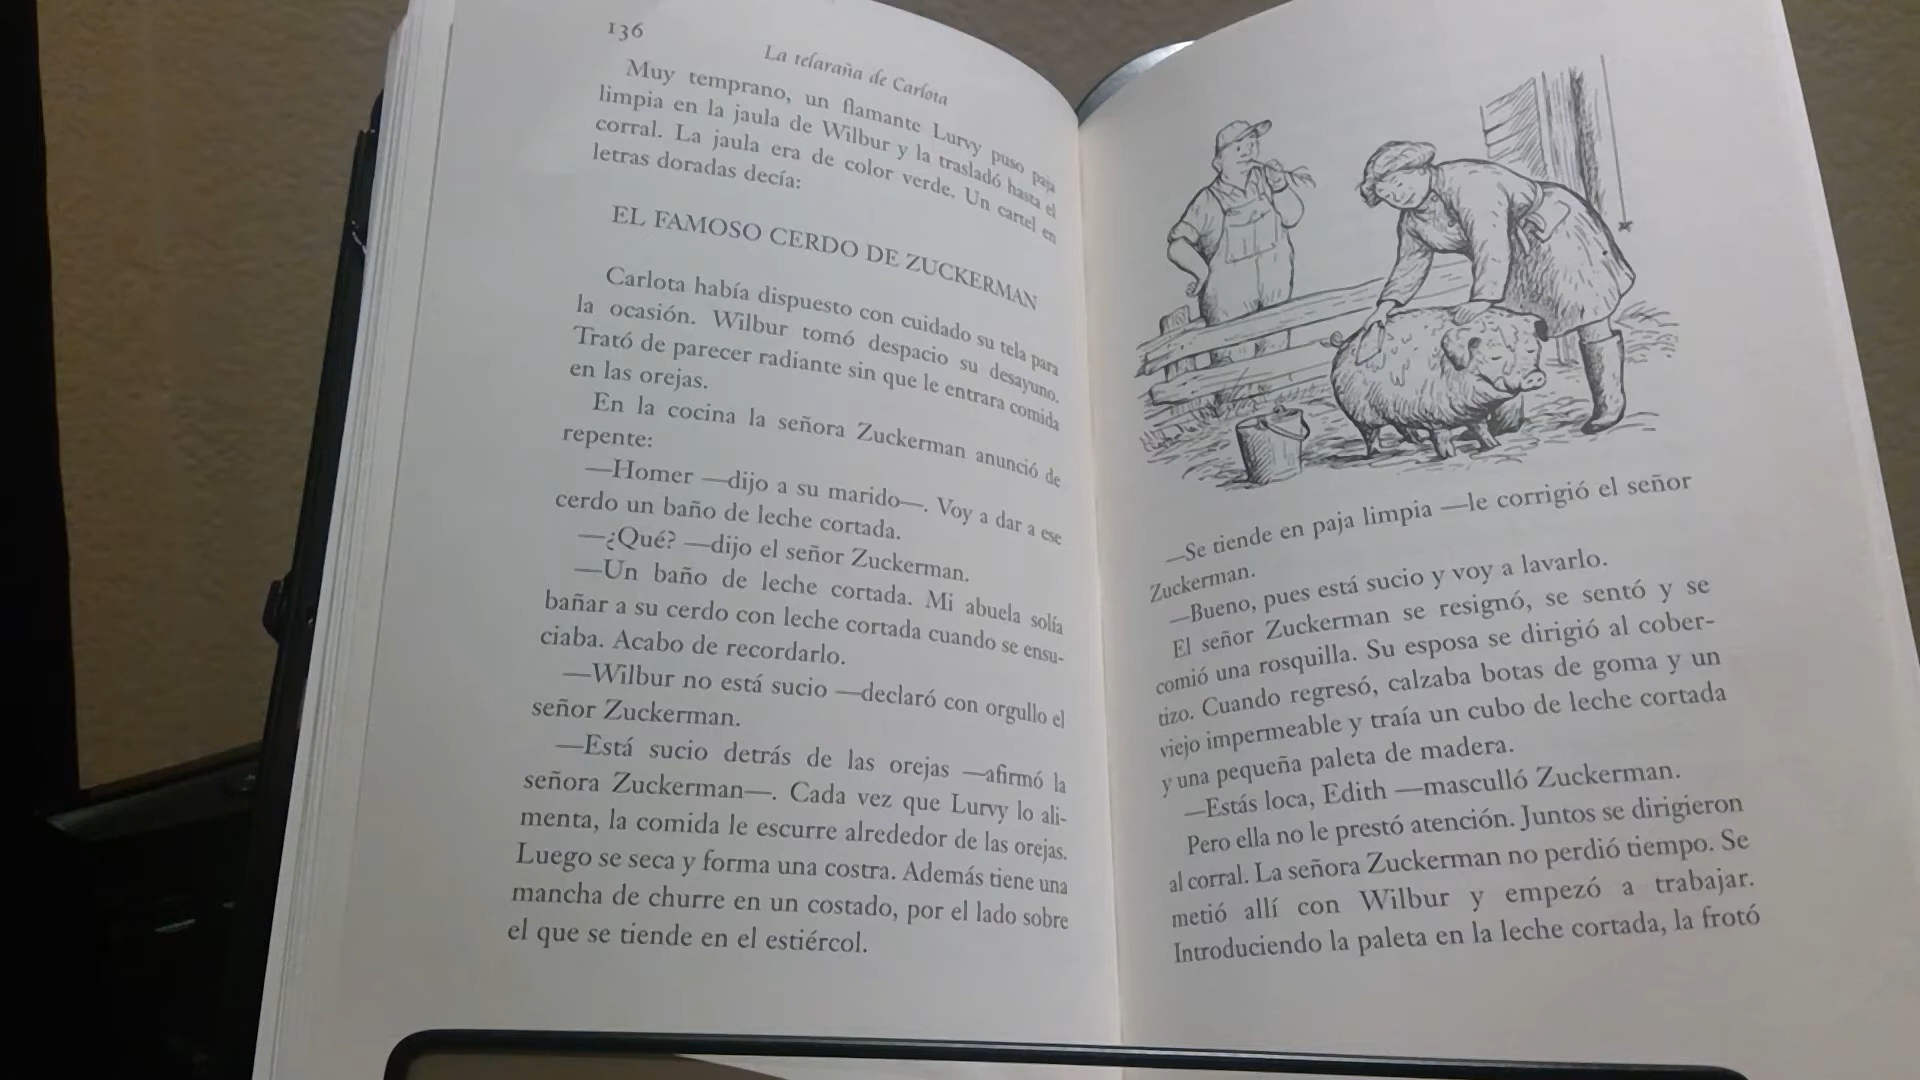 136
La telaraña de Carlota
Muy temprano, un flamante Lurvy puso paja
limpia en la jaula de Wilbur y la trasladó hasta el
corral. La jaula era de color verde. Un cartel en
letras doradas decía:
EL FAMOSO CERDO DE ZUCKERMAN
Carlota había dispuesto con cuidado su tela para
la ocasión. Wilbur tomó despacio su desayuno.
Trató de parecer radiante sin que le entrara comida
en las orejas.
En la cocina la señora Zuckerman anunció de
repente:
—Homer —dijo a su marido—. Voy a dar a ese
cerdo un baño de leche cortada.
—¿Qué? —dijo el señor Zuckerman.
—Un baño de leche cortada. Mi abuela solía
bañar a su cerdo con leche cortada cuando se ensu-
ciaba. Acabo de recordarlo.
—Wilbur no está sucio —declaró con orgullo el
señor Zuckerman.
—Está sucio detrás de las orejas —afirmó la
señora Zuckerman—. Cada vez que Lurvy lo ali-
menta, la comida le escurre alrededor de las orejas.
Luego se seca y forma una costra. Además tiene una
mancha de churre en un costado, por el lado sobre
el que se tiende en el estiércol.
—Se tiende en paja limpia —le corrigió el señor
Zuckerman.
—Bueno, pues está sucio y voy a lavarlo.
El señor Zuckerman se resignó, se sentó y se
comió una rosquilla. Su esposa se dirigió al cober-
tizo. Cuando regresó, calzaba botas de goma y un
viejo impermeable y traía un cubo de leche cortada
y una pequeña paleta de madera.
—Estás loca, Edith —masculló Zuckerman.
Pero ella no le prestó atención. Juntos se dirigieron
al corral. La señora Zuckerman no perdió tiempo. Se
metió allí con Wilbur y empezó a trabajar.
Introduciendo la paleta en la leche cortada, la frotó